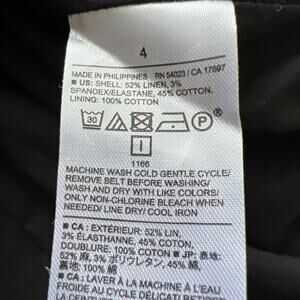 4
MADE IN PHILIPPINES RN 54023 / CA 17897
■ US: SHELL: 52% LINEN, 3%
SPANDEX/ELASTANE, 45% COTTON.
LINING: 100% COTTON
30 P
I
1166
MACHINE WASH COLD GENTLE CYCLE/
REMOVE BELT BEFORE WASHING/
WASH AND DRY WITH LIKE COLORS/
ONLY NON-CHLORINE BLEACH WHEN
NEEDED/ LINE DRY/ COOL IRON
■ CA : EXTÉRIEUR: 52% LIN,
3% ÉLASTHANNE, 45% COTON.
DOUBLURE: 100% COTON ■ JP: 表地:
52% 麻, 3% ポリウレタン, 45% 綿,
裏地: 100% 綿
■ CA: LAVER À LA MACHINE À L'EAU
FROIDE AU CYCLE DÉLICAT RETIRER